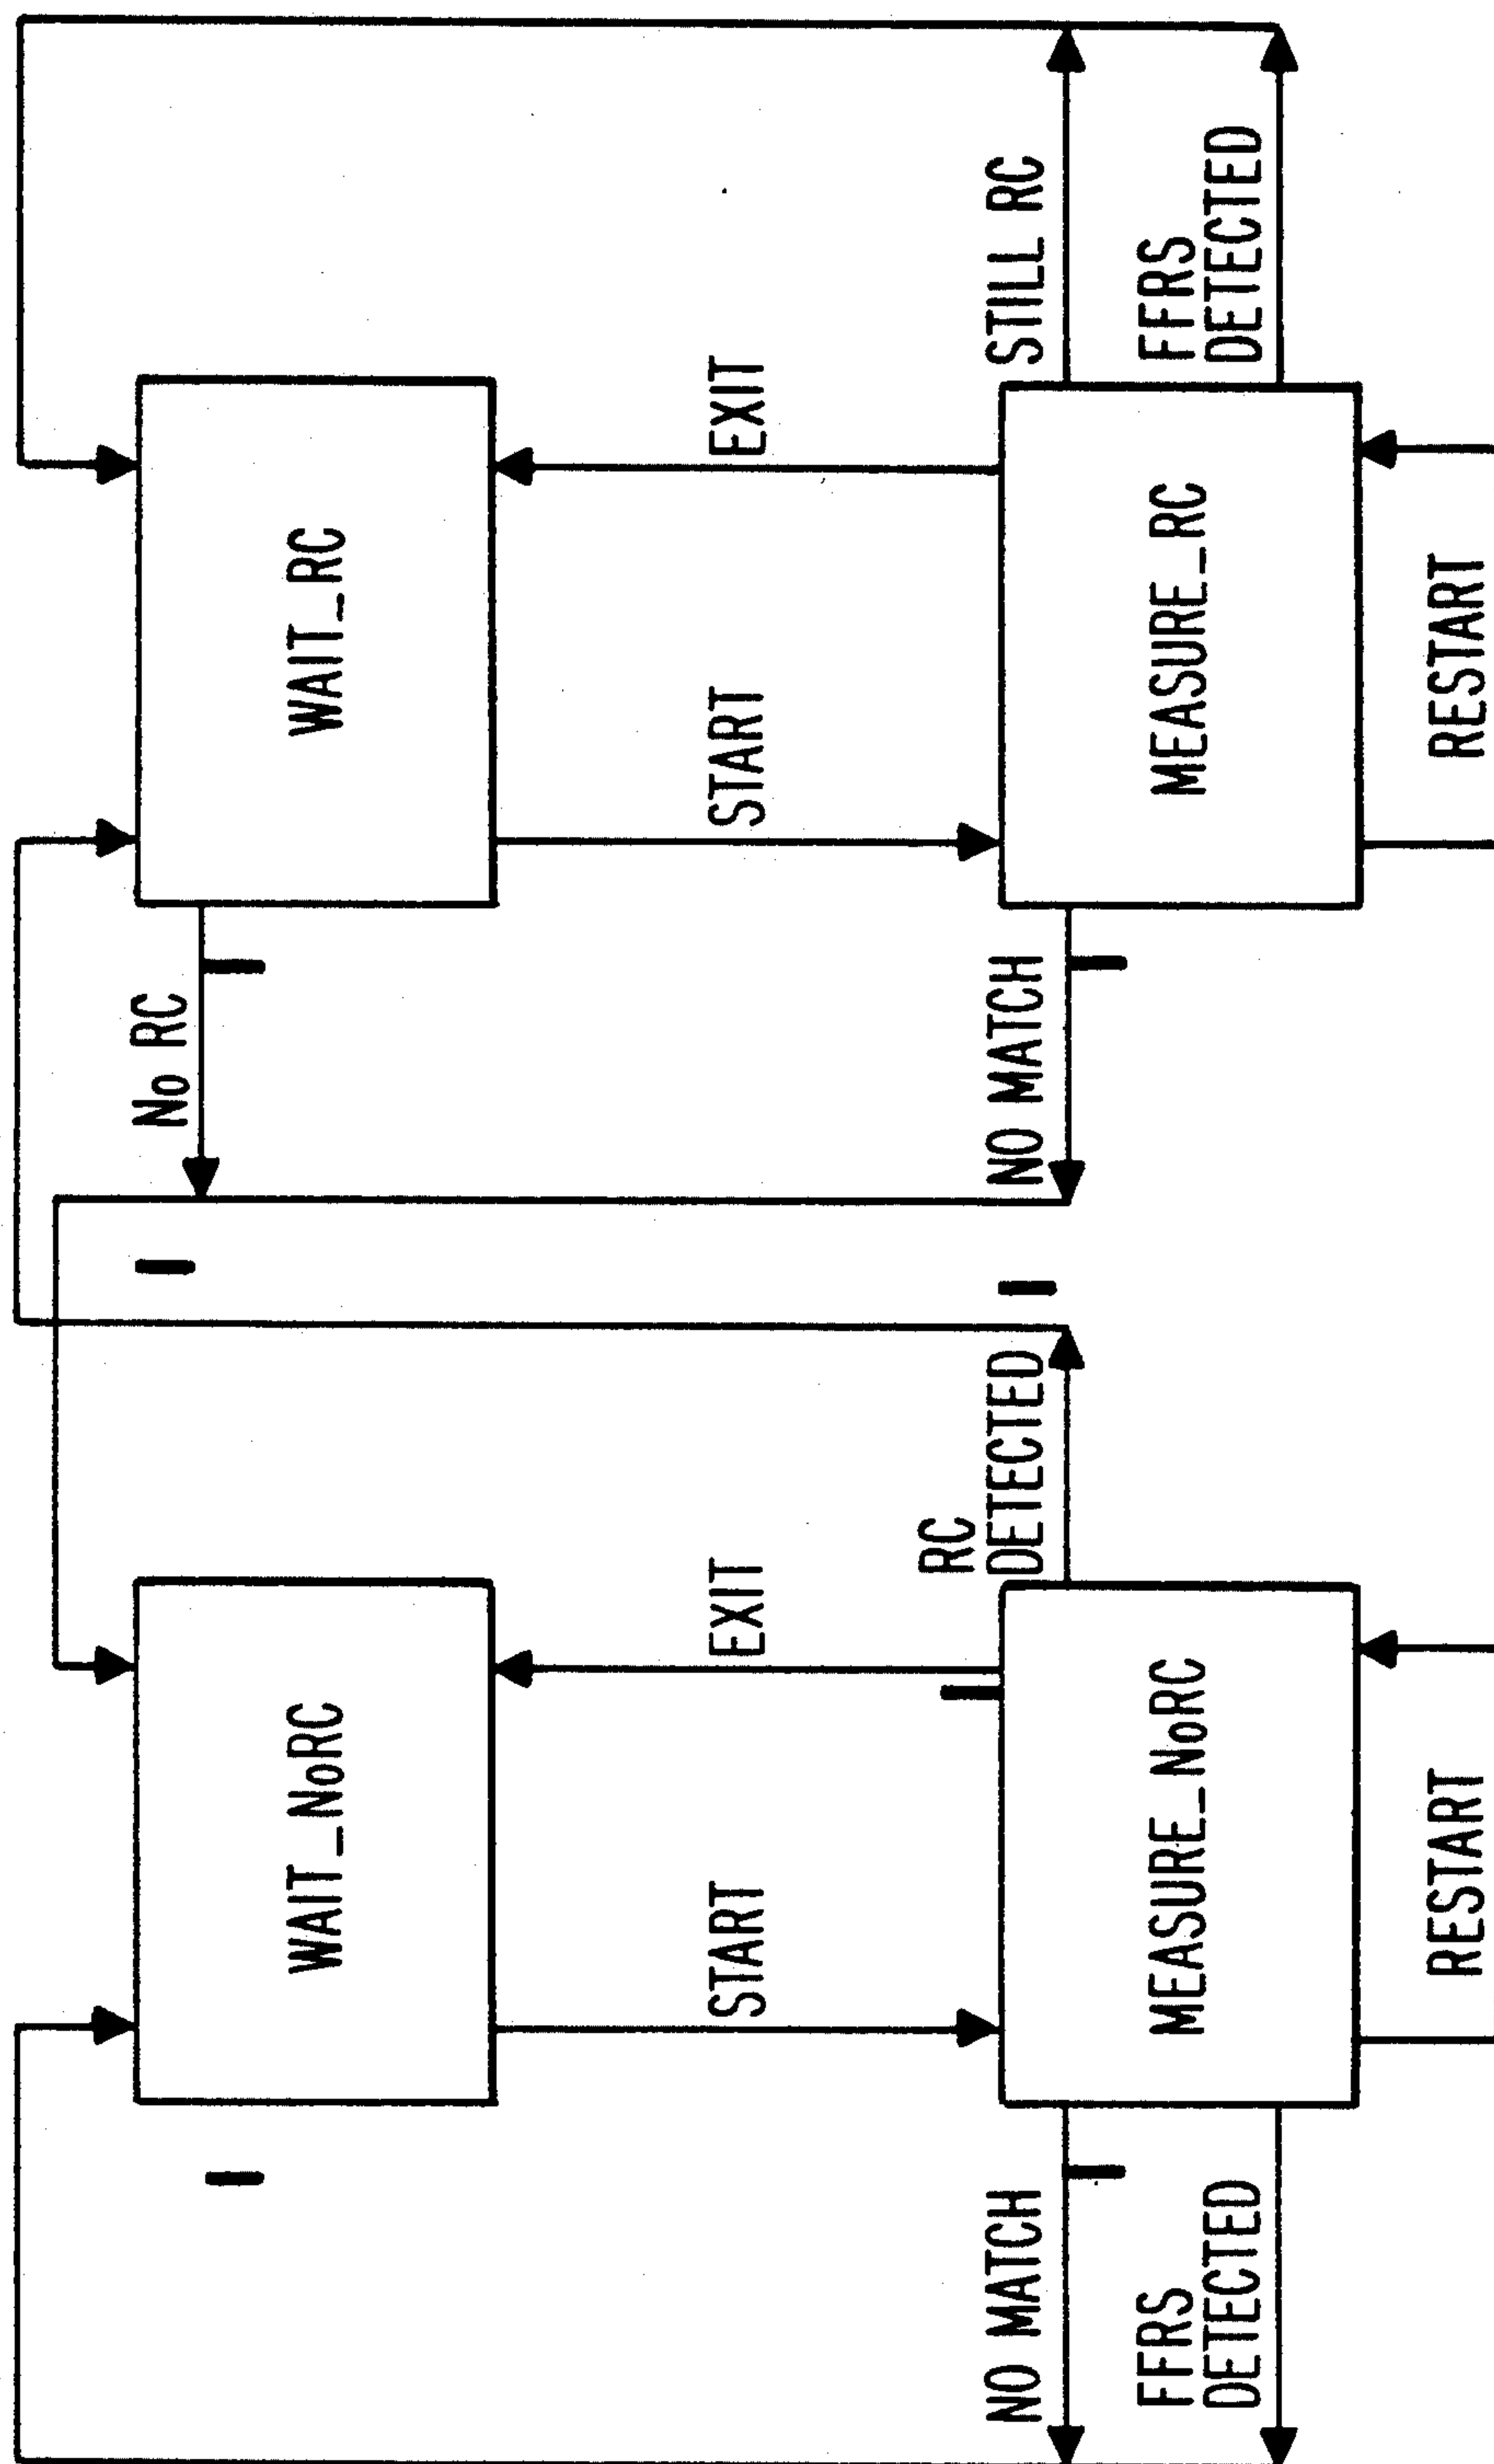 No RC
WAIT_NoRC
WAIT_RC
START
EXIT
START
EXIT
NO MATCH
RC
DETECTED
NO MATCH
STILL RC
FFRS
DETECTED
MEASURE_NoRC
MEASURE_RC
FFRS
DETECTED
RESTART
RESTART